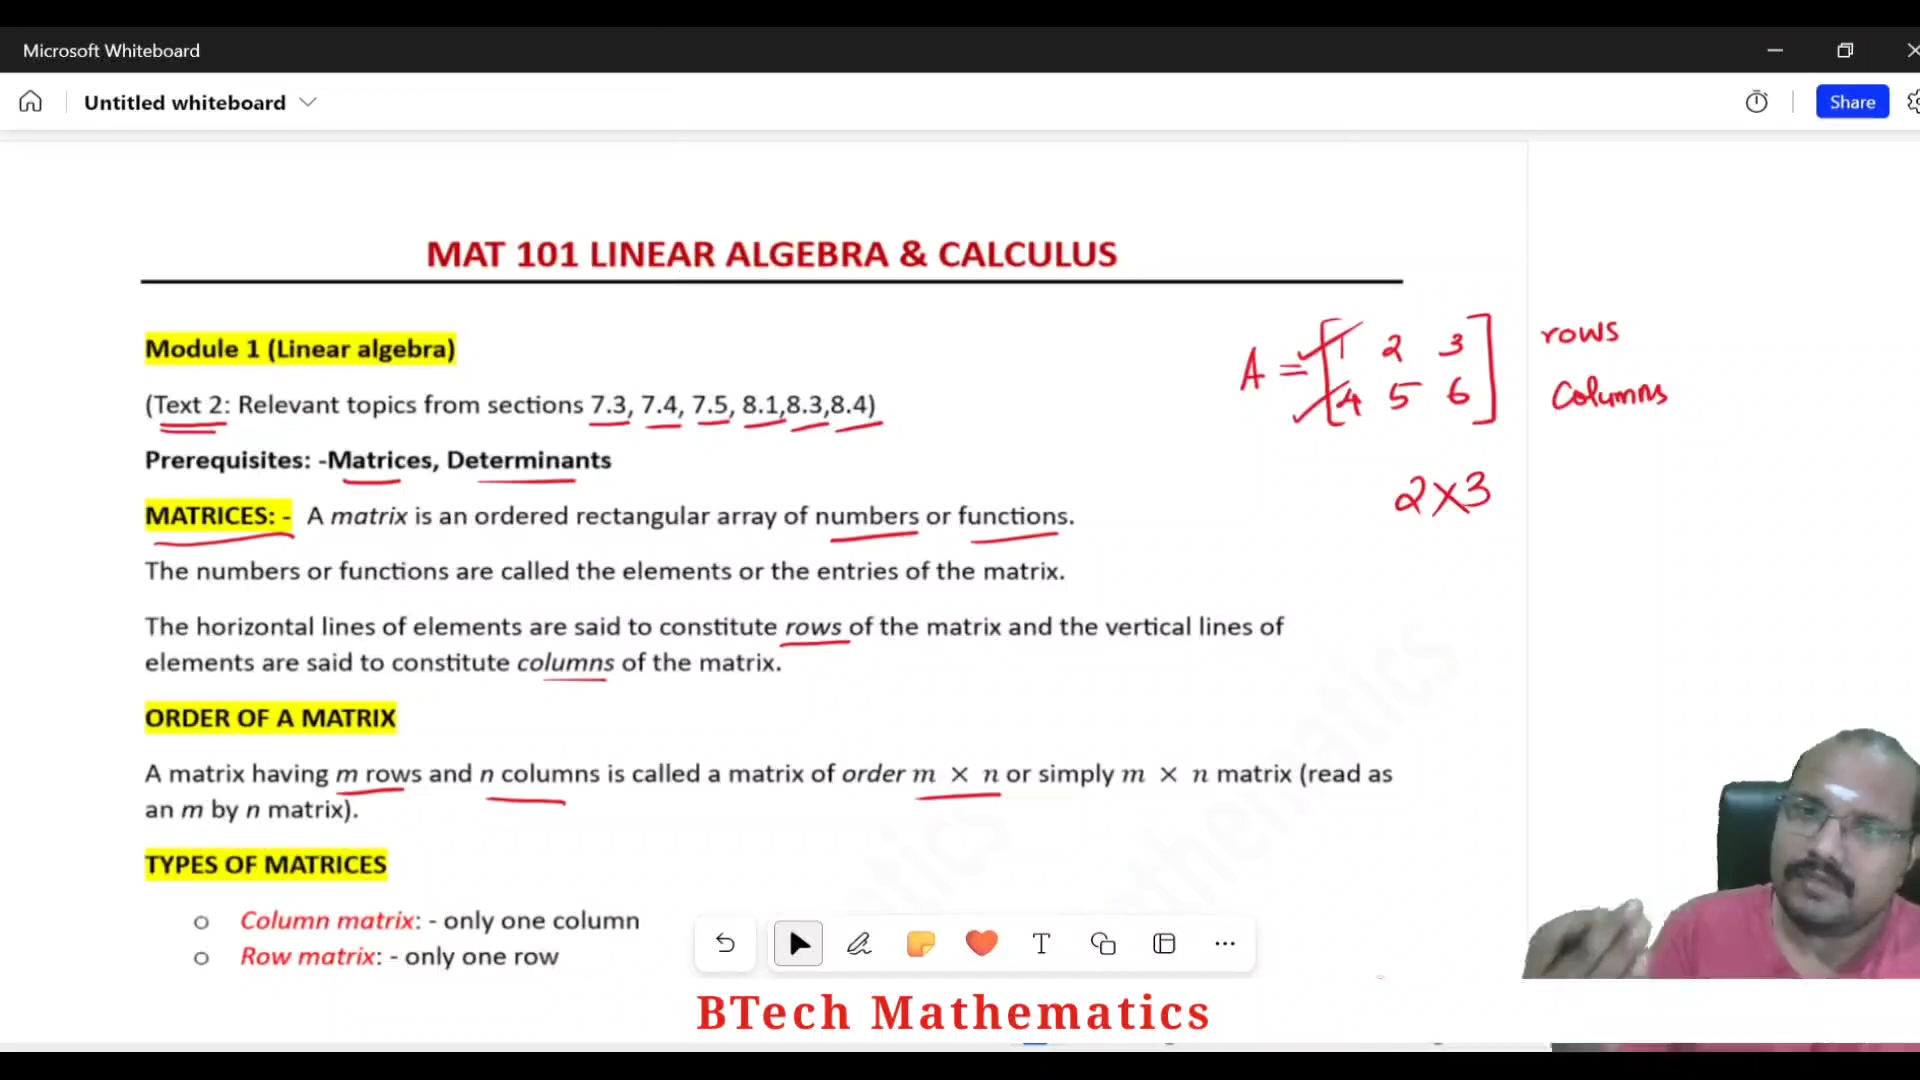 Microsoft Whiteboard
Untitled whiteboard
Share
MAT 101 LINEAR ALGEBRA & CALCULUS
Module 1 (Linear algebra)
(Text 2: Relevant topics from sections 7.3, 7.4, 7.5, 8.1,8.3,8.4)
Prerequisites: -Matrices, Determinants
MATRICES: - A matrix is an ordered rectangular array of numbers or functions.
The numbers or functions are called the elements or the entries of the matrix.
The horizontal lines of elements are said to constitute rows of the matrix and the vertical lines of
elements are said to constitute columns of the matrix.
ORDER OF A MATRIX
A matrix having m rows and n columns is called a matrix of order m × n or simply m × n matrix (read as
an m by n matrix).
TYPES OF MATRICES
o Column matrix: - only one column
o Row matrix: - only one row
A = [1 2 3
4 5 6]
rows
Columns
2×3
T
BTech Mathematics